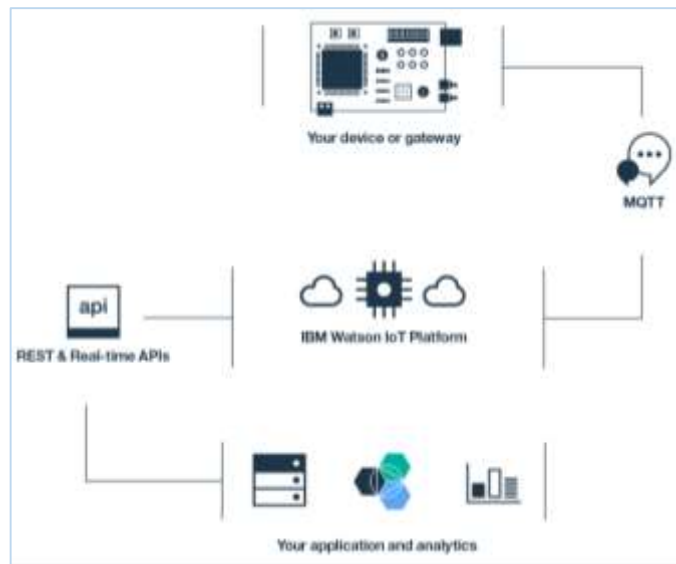 Your device or gateway
MQTT
IBM Watson IoT Platform
api
REST & Real-time APIs
Your application and analytics